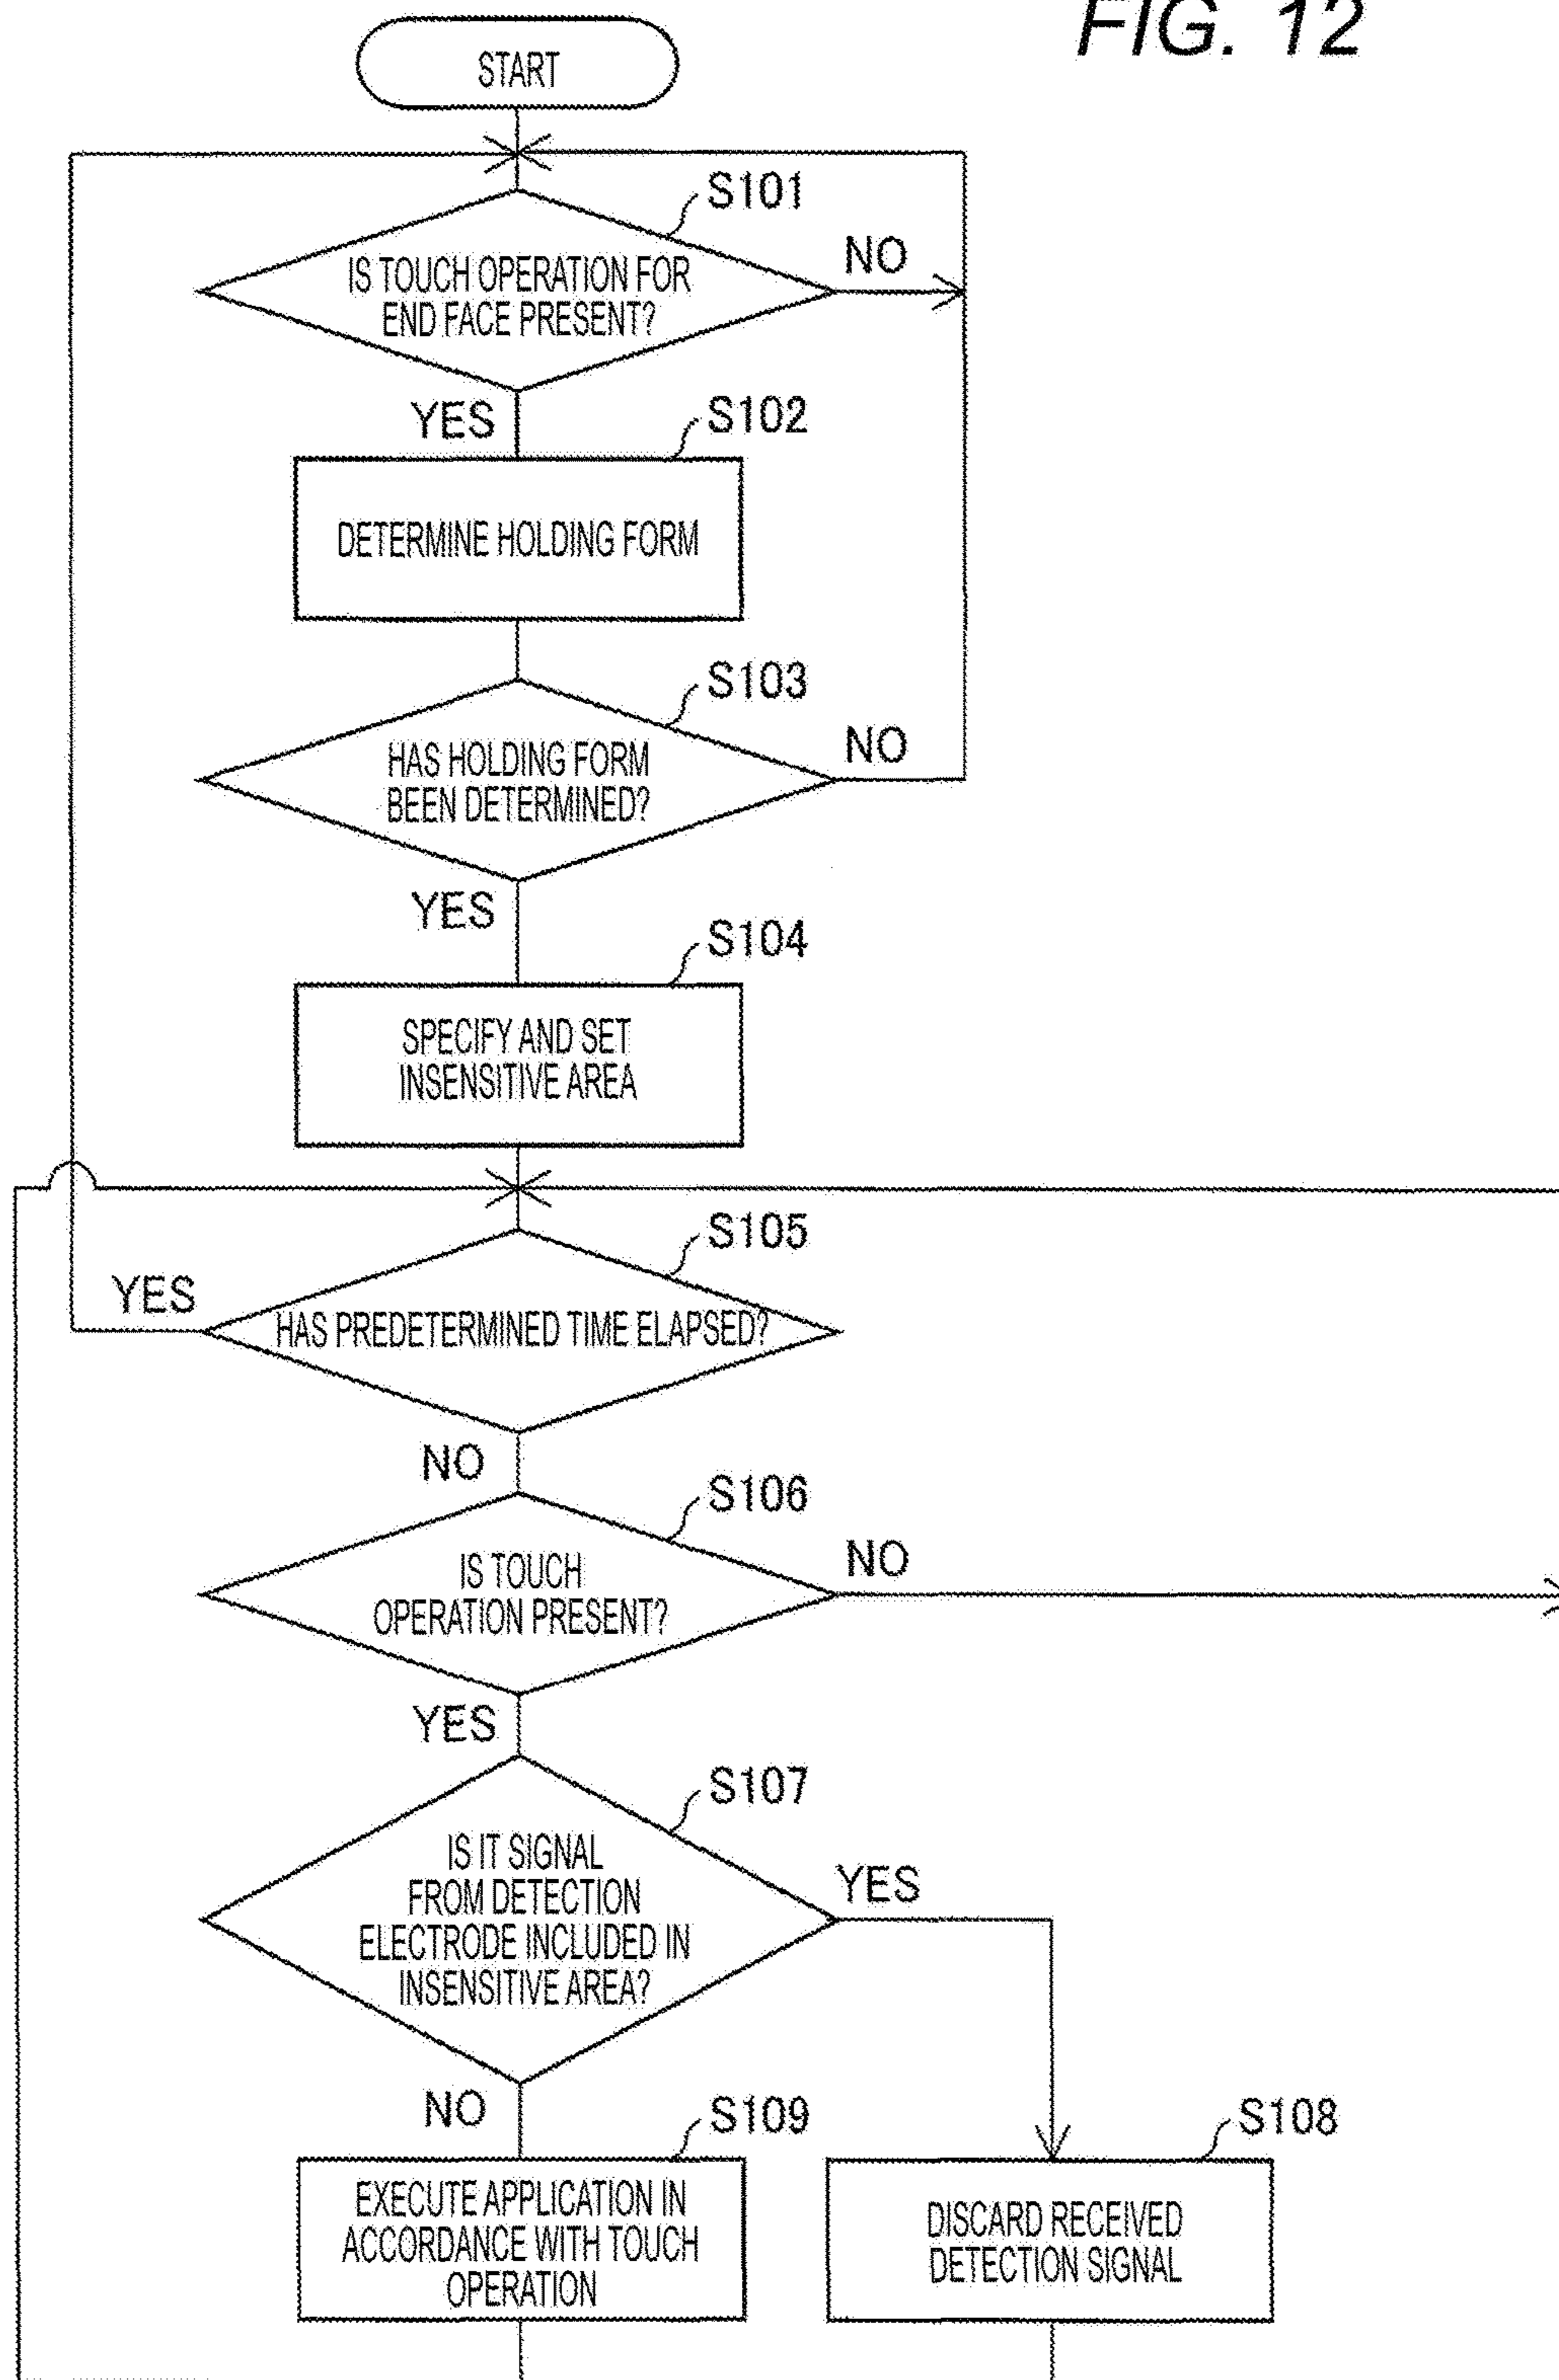 FIG. 12
START
S101
IS TOUCH OPERATION FOR
END FACE PRESENT?
NO
YES
S102
DETERMINE HOLDING FORM
S103
HAS HOLDING FORM
BEEN DETERMINED?
NO
YES
S104
SPECIFY AND SET
INSENSITIVE AREA
S105
YES
HAS PREDETERMINED TIME ELAPSED?
NO
S106
IS TOUCH
OPERATION PRESENT?
NO
YES
S107
IS IT SIGNAL
FROM DETECTION
ELECTRODE INCLUDED IN
INSENSITIVE AREA?
YES
NO
S109
EXECUTE APPLICATION IN
ACCORDANCE WITH TOUCH
OPERATION
S108
DISCARD RECEIVED
DETECTION SIGNAL